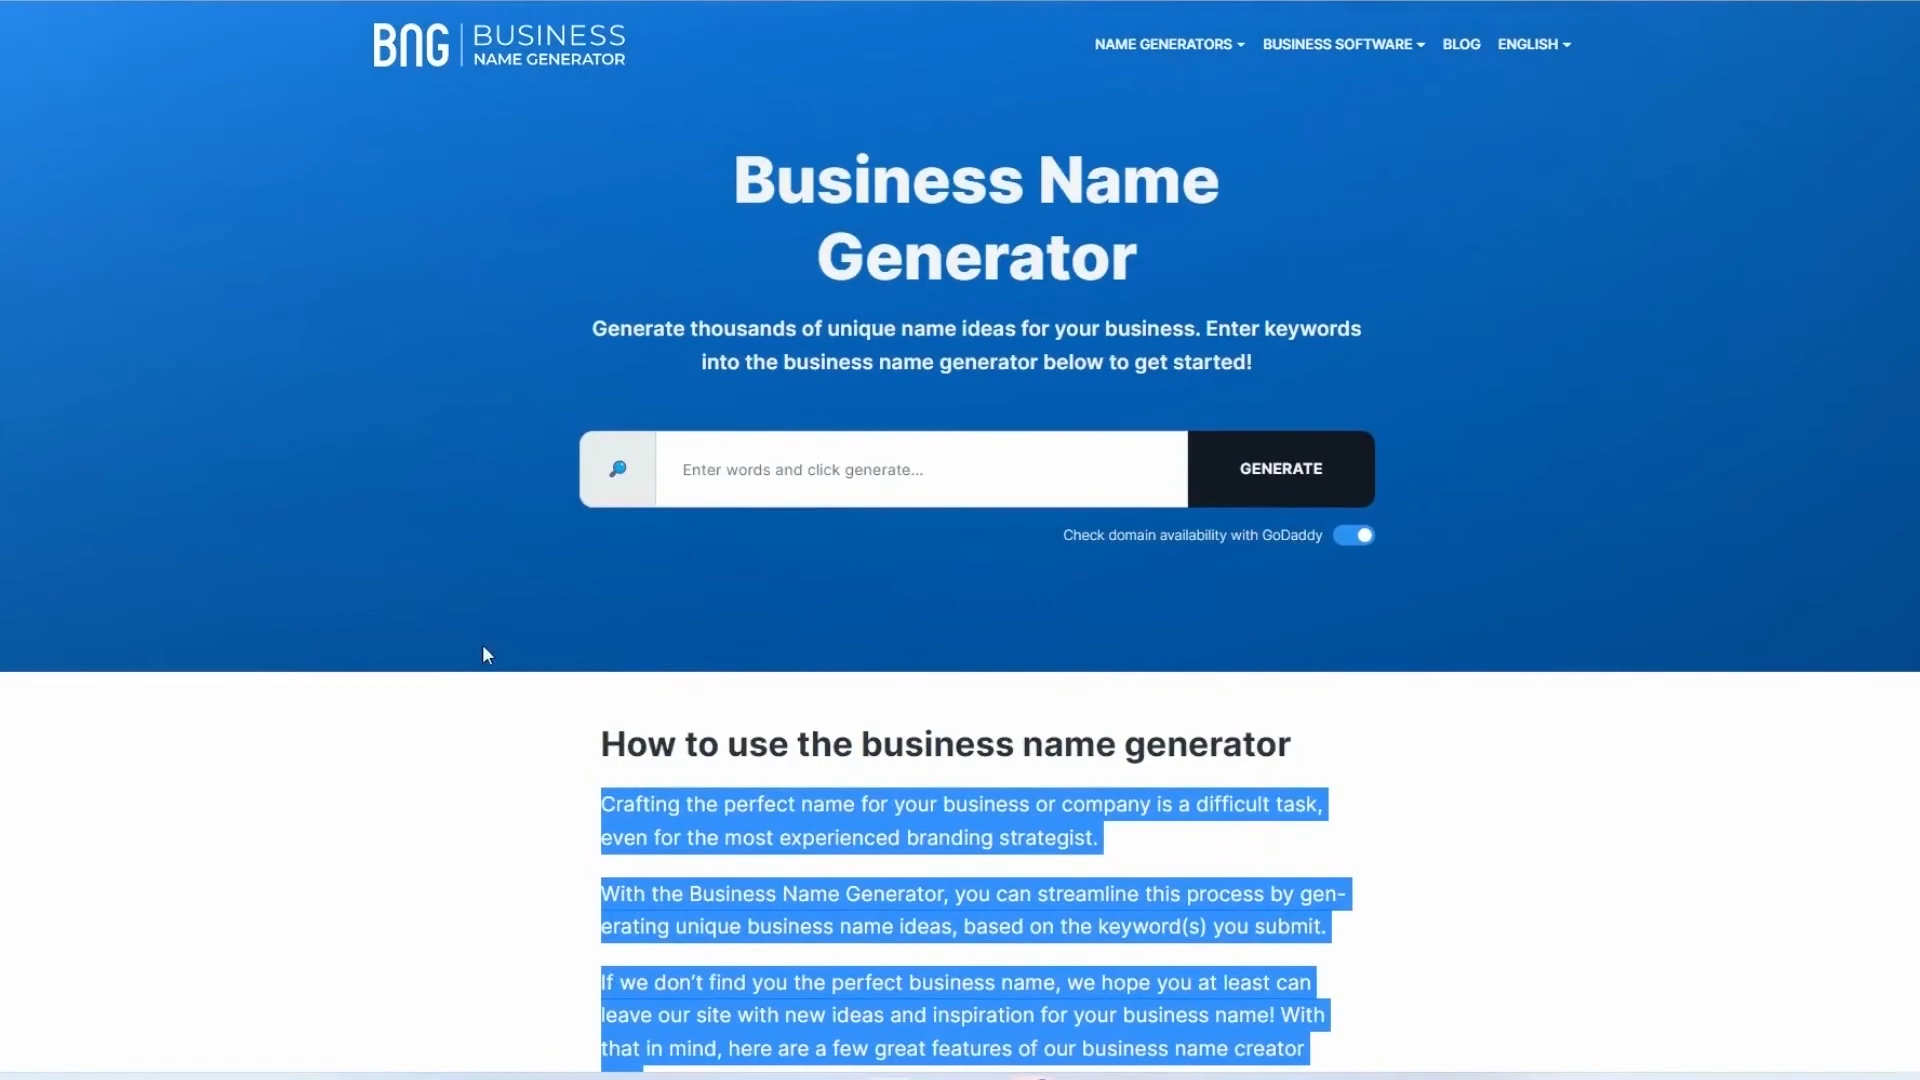 BNG BUSINESS
NAME GENERATOR
NAME GENERATORS BUSINESS SOFTWARE BLOG ENGLISH
Business Name
Generator
Generate thousands of unique name ideas for your business. Enter keywords
into the business name generator below to get started!
Enter words and click generate...
GENERATE
Check domain availability with GoDaddy
How to use the business name generator
Crafting the perfect name for your business or company is a difficult task,
even for the most experienced branding strategist.
With the Business Name Generator, you can streamline this process by gen-
erating unique business name ideas, based on the keyword(s) you submit.
If we don’t find you the perfect business name, we hope you at least can
leave our site with new ideas and inspiration for your business name! With
that in mind, here are a few great features of our business name creator